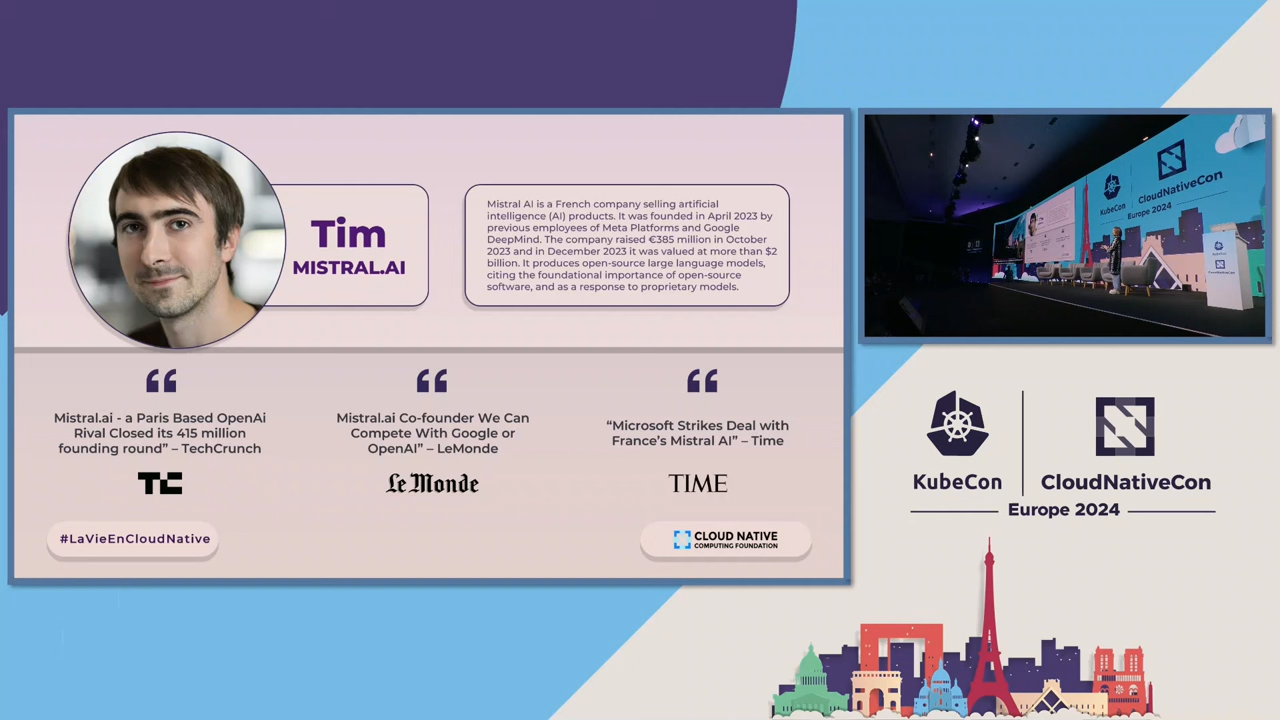 Tim
MISTRAL.AI
Mistral AI is a French company selling artificial
intelligence (AI) products. It was founded in April 2023 by
previous employees of Meta Platforms and Google
DeepMind. The company raised €385 million in October
2023 and in December 2023 it was valued at more than $2
billion. It produces open-source large language models,
citing the foundational importance of open-source
software, and as a response to proprietary models.
“
Mistral.ai - a Paris Based OpenAi
Rival Closed its 415 million
founding round” – TechCrunch
TC
“
Mistral.ai Co-founder We Can
Compete With Google or
OpenAI” – LeMonde
Le Monde
“
“Microsoft Strikes Deal with
France’s Mistral AI” – Time
TIME
#LaVieEnCloudNative
CLOUD NATIVE
COMPUTING FOUNDATION
KubeCon
CloudNativeCon
Europe 2024
KubeCon
CloudNativeCon
Europe 2024